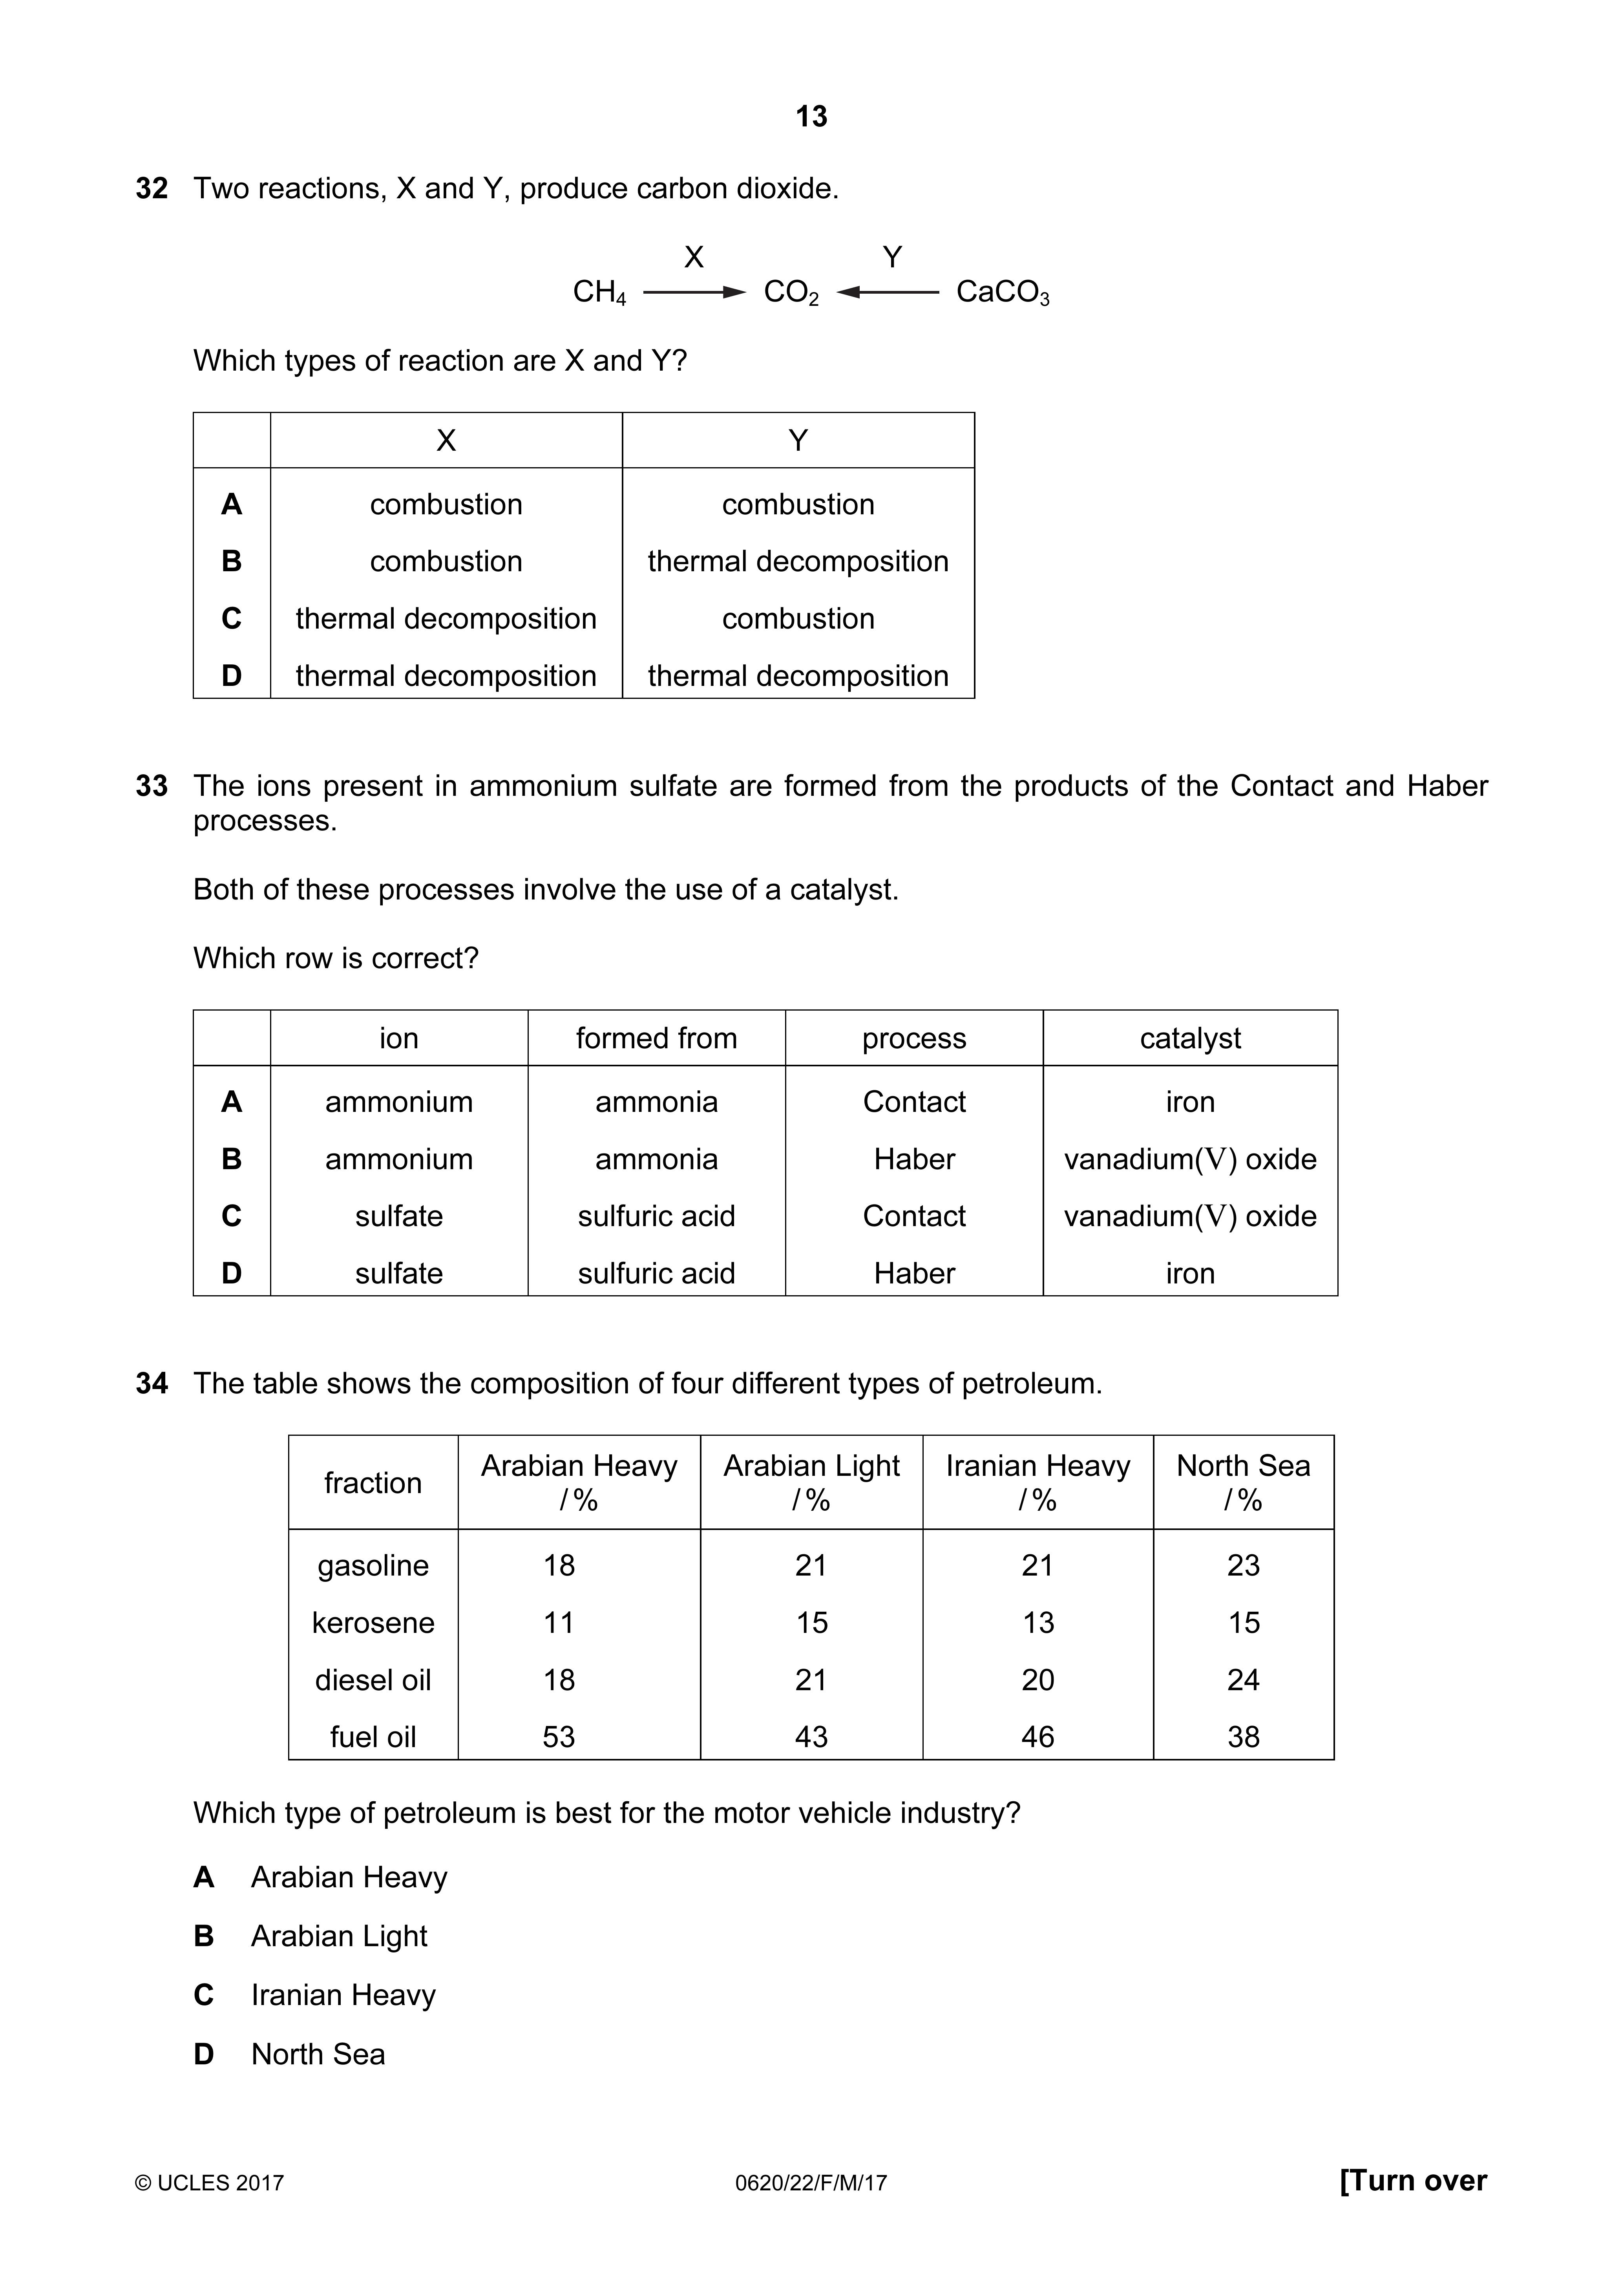 13
32 Two reactions, X and Y, produce carbon dioxide.
X Y
CH4 CO2 CaCO3
Which types of reaction are X and Y?
X Y
A combustion combustion
B combustion thermal decomposition
C thermal decomposition combustion
D thermal decomposition thermal decomposition
33 The ions present in ammonium sulfate are formed from the products of the Contact and Haber
processes.
Both of these processes involve the use of a catalyst.
Which row is correct?
ion formed from process catalyst
A ammonium ammonia Contact iron
B ammonium ammonia Haber vanadium(V) oxide
C sulfate sulfuric acid Contact vanadium(V) oxide
D sulfate sulfuric acid Haber iron
34 The table shows the composition of four different types of petroleum.
fraction Arabian Heavy / % Arabian Light / % Iranian Heavy / % North Sea / %
gasoline 18 21 21 23
kerosene 11 15 13 15
diesel oil 18 21 20 24
fuel oil 53 43 46 38
Which type of petroleum is best for the motor vehicle industry?
A Arabian Heavy
B Arabian Light
C Iranian Heavy
D North Sea
© UCLES 2017 0620/22/F/M/17 [Turn over